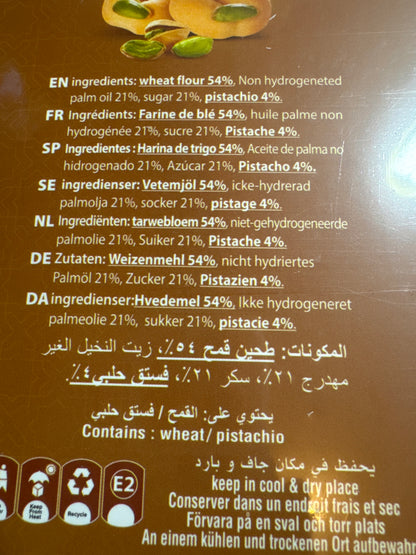 EN ingredients: wheat flour 54%, Non hydrogeneted
palm oil 21%, sugar 21%, pistachio 4%.
FR Ingrédients: Farine de blé 54%, huile palme non
hydrogénée 21%, sucre 21%, Pistache 4%.
SP Ingredientes : Harina de trigo 54%, Aceite de palma no
hidrogenado 21%, Azúcar 21%, Pistacho 4%.
SE ingredienser: Vetemjöl 54%, icke-hydrerad
palmolja 21%, socker 21%, pistage 4%.
NL Ingrediënten: tarwebloem 54%, niet-gehydrogeneerde
palmolie 21%, Suiker 21%, Pistache 4%.
DE Zutaten: Weizenmehl 54%, nicht hydriertes
Palmöl 21%, Zucker 21%, Pistazien 4%.
DA ingredienser:Hvedemel 54%, Ikke hydrogeneret
palmeolie 21%, sukker 21%, pistacie 4%.
المكونات: طحين قمح ٥٤٪، زيت النخيل الغير
مهدرج ٢١٪، سكر ٢١٪، فستق حلبي ٤٪.
يحتوي على: القمح / فستق حلبي
Contains : wheat/ pistachio
يحفظ في مكان جاف و بارد
keep in cool & dry place
Conserver dans un endroit frais et sec
Förvara på en sval och torr plats
An einem kühlen und trockenen Ort aufbewahren
Keep
From
Heat
Recycle
E2